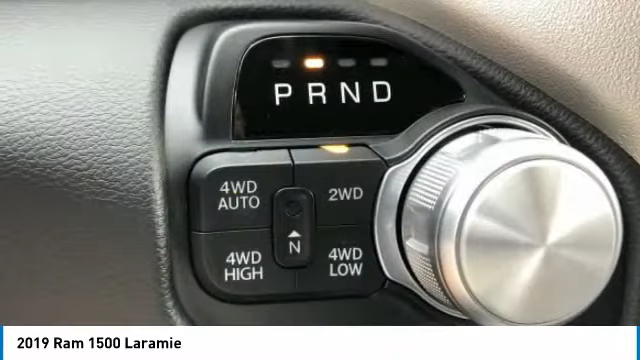 P R N D
4WD
AUTO
2WD
N
4WD
HIGH
4WD
LOW
2019 Ram 1500 Laramie